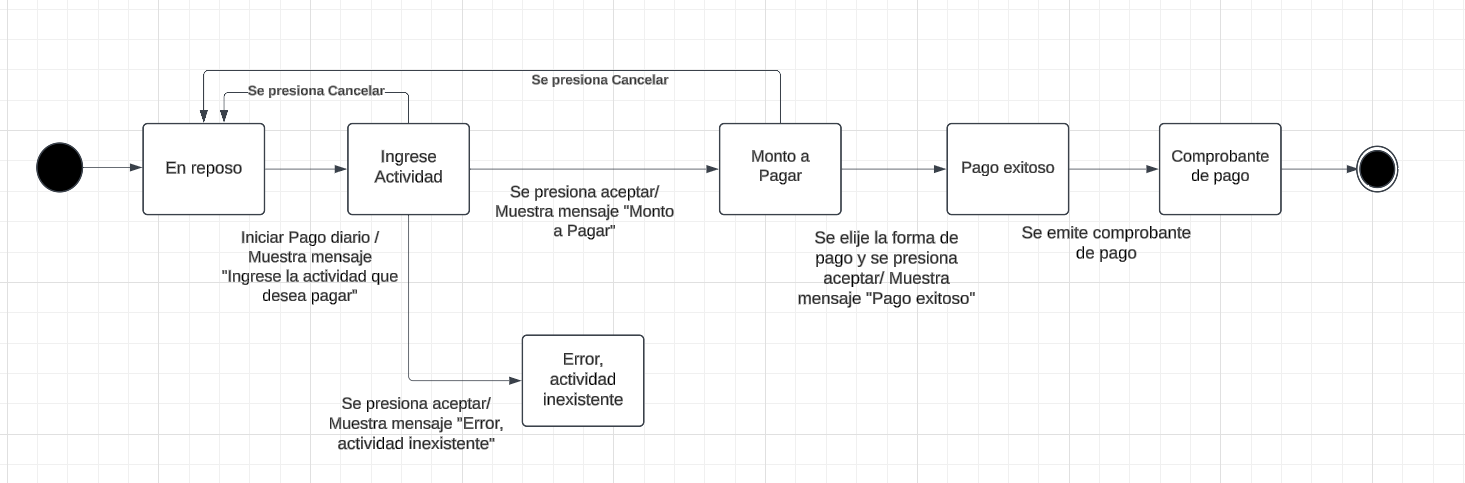 Se presiona Cancelar
Se presiona Cancelar
En reposo
Ingrese
Actividad
Monto a
Pagar
Pago exitoso
Comprobante
de pago
Iniciar Pago diario /
Muestra mensaje
"Ingrese la actividad que
desea pagar"
Se presiona aceptar/
Muestra mensaje "Monto
a Pagar"
Se elije la forma de
pago y se presiona
aceptar/ Muestra
mensaje "Pago exitoso"
Se emite comprobante
de pago
Error,
actividad
inexistente
Se presiona aceptar/
Muestra mensaje "Error,
actividad inexistente"